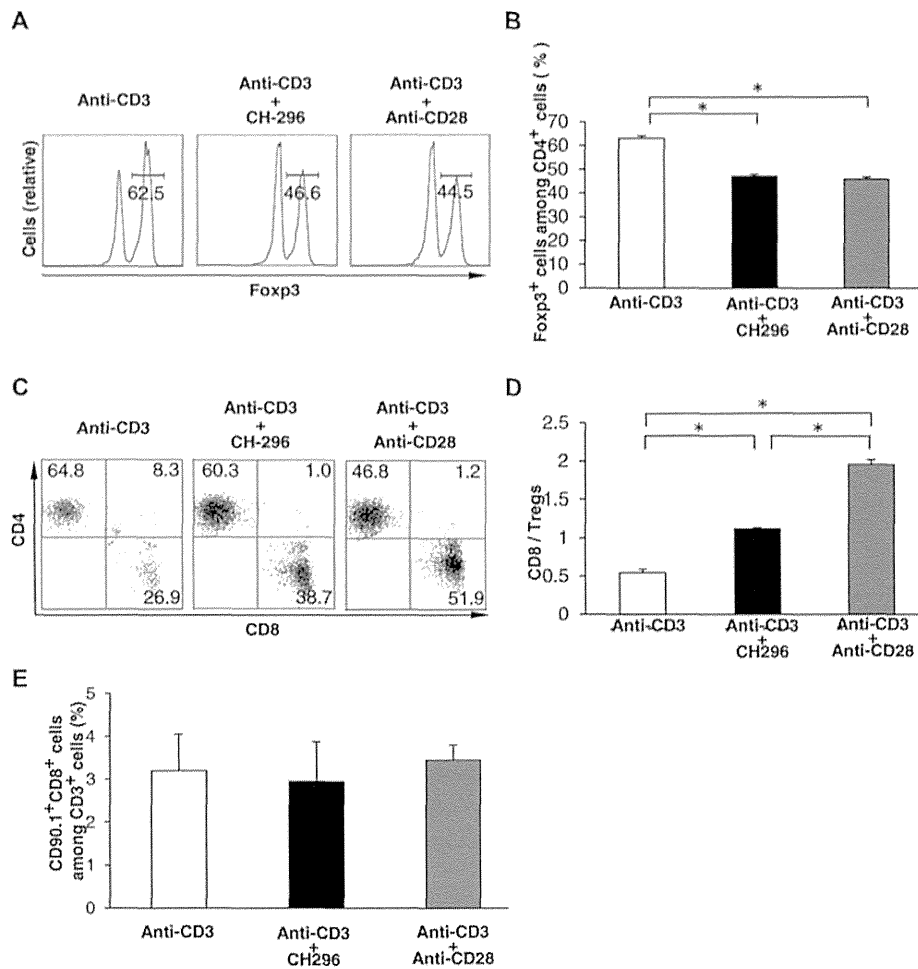 A
Anti-CD3
Anti-CD3
+
CH-296
Anti-CD3
+
Anti-CD28
Cells (relative)
62.5
46.6
44.5
Foxp3
B
Foxp3+ cells among CD4+ cells (%)
70
60
50
40
30
20
10
0
*
*
Anti-CD3
Anti-CD3
+
CH296
Anti-CD3
+
Anti-CD28
C
Anti-CD3
Anti-CD3
+
CH-296
Anti-CD3
+
Anti-CD28
CD4
64.8
8.3
26.9
60.3
1.0
38.7
46.8
1.2
51.9
CD8
D
CD8 / Tregs
2.5
2
1.5
1
0.5
0
*
*
*
Anti-CD3
Anti-CD3
+
CH296
Anti-CD3
+
Anti-CD28
E
CD90.1+CD8+ cells
among CD3+ cells (%)
5
4
3
2
1
0
Anti-CD3
Anti-CD3
+
CH296
Anti-CD3
+
Anti-CD28